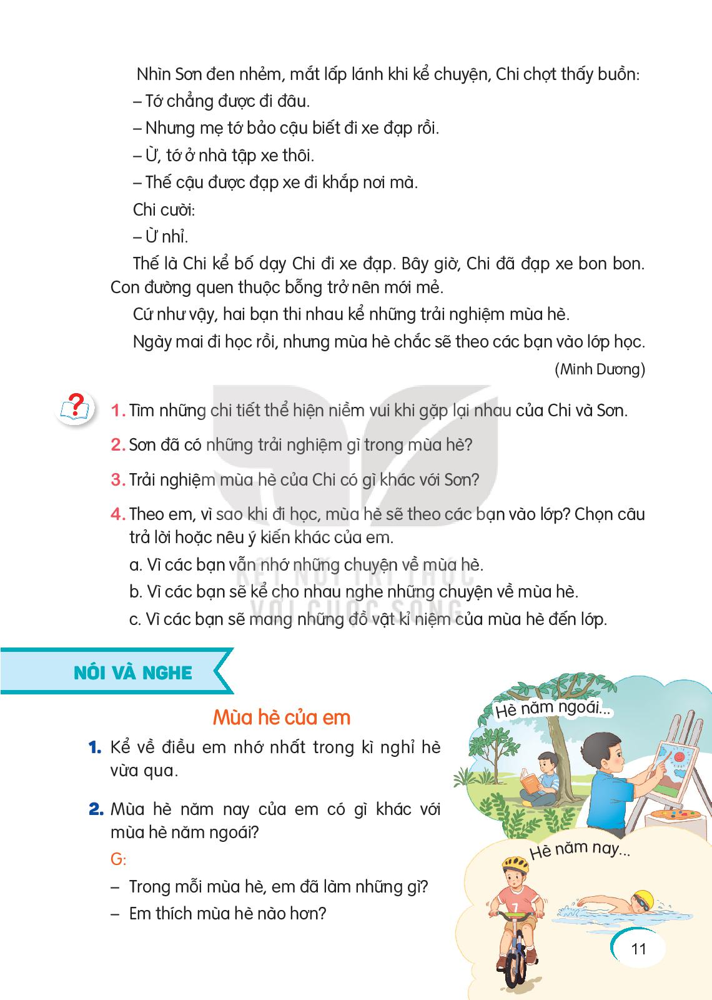 Nhìn Sơn đen nhẻm, mắt lấp lánh khi kể chuyện, Chi chợt thấy buồn:
– Tớ chẳng được đi đâu.
– Nhưng mẹ tớ bảo cậu biết đi xe đạp rồi.
– Ừ, tớ ở nhà tập xe thôi.
– Thế cậu được đạp xe đi khắp nơi mà.
Chi cười:
– Ừ nhỉ.
Thế là Chi kể bố dạy Chi đi xe đạp. Bây giờ, Chi đã đạp xe bon bon.
Con đường quen thuộc bỗng trở nên mới mẻ.
Cứ như vậy, hai bạn thi nhau kể những trải nghiệm mùa hè.
Ngày mai đi học rồi, nhưng mùa hè chắc sẽ theo các bạn vào lớp học.
(Minh Dương)
?
1. Tìm những chi tiết thể hiện niềm vui khi gặp lại nhau của Chi và Sơn.
2. Sơn đã có những trải nghiệm gì trong mùa hè?
3. Trải nghiệm mùa hè của Chi có gì khác với Sơn?
4. Theo em, vì sao khi đi học, mùa hè sẽ theo các bạn vào lớp? Chọn câu
trả lời hoặc nêu ý kiến khác của em.
a. Vì các bạn vẫn nhớ những chuyện về mùa hè.
KẾT NỐI TRI THỨC
b. Vì các bạn sẽ kể cho nhau nghe những chuyện về mùa hè.
VỚI CUỘC SỐNG
c. Vì các bạn sẽ mang những đồ vật kỉ niệm của mùa hè đến lớp.
NÓI VÀ NGHE
Mùa hè của em
1. Kể về điều em nhớ nhất trong kì nghỉ hè
vừa qua.
2. Mùa hè năm nay của em có gì khác với
mùa hè năm ngoái?
G:
– Trong mỗi mùa hè, em đã làm những gì?
– Em thích mùa hè nào hơn?
Hè năm ngoái...
Hè năm nay...
7
11